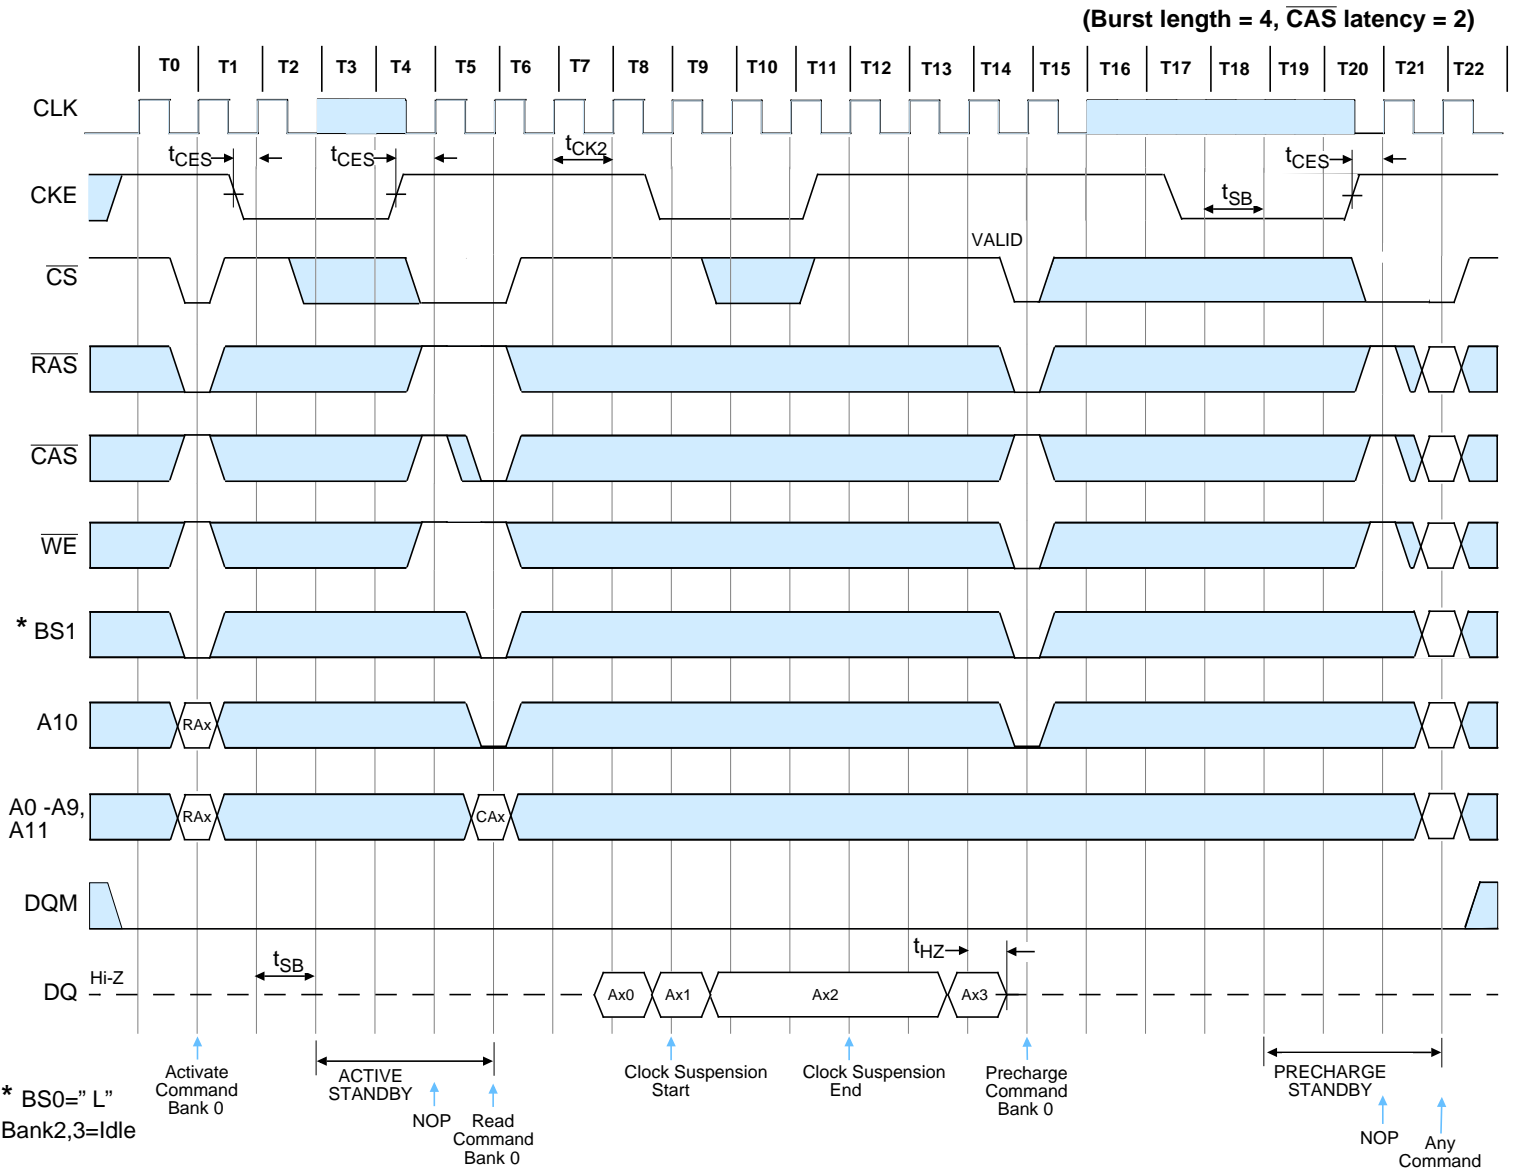 (Burst length = 4, CAS latency = 2)
T0 T1 T2 T3 T4 T5 T6 T7 T8 T9 T10 T11 T12 T13 T14 T15 T16 T17 T18 T19 T20 T21 T22
CLK
tCES tCES tCK2 tCES
CKE
tSB
VALID
CS
RAS
CAS
WE
* BS1
A10
RAx
A0 -A9,
A11
RAx CAx
DQM
tHZ
tSB
Hi-Z
DQ
Ax0 Ax1 Ax2 Ax3
Activate
Command
Bank 0
ACTIVE
STANDBY
NOP
Read
Command
Bank 0
Clock Suspension
Start
Clock Suspension
End
Precharge
Command
Bank 0
PRECHARGE
STANDBY
NOP
Any
Command
* BS0=” L”
Bank2,3=Idle